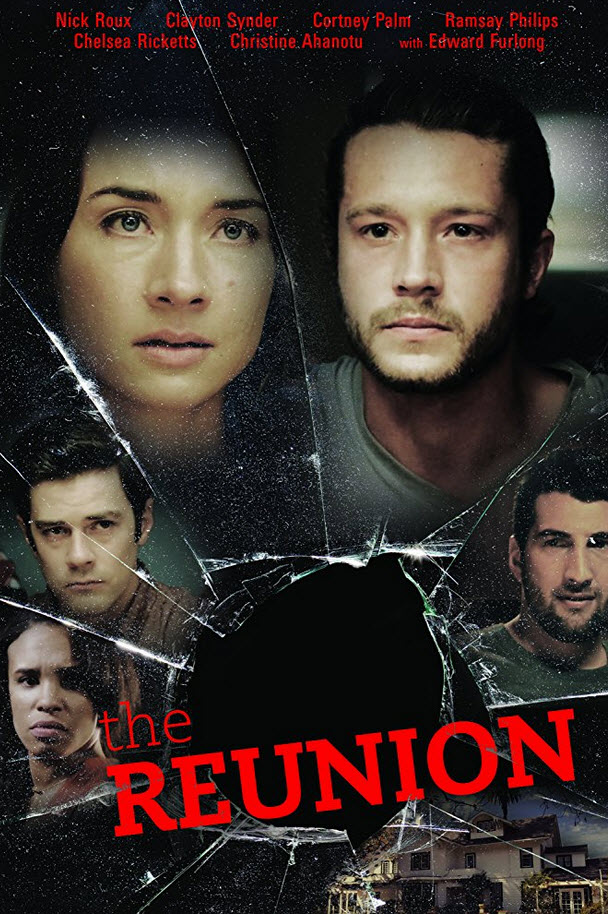 Nick Roux Clayton Synder Cortney Palm Ramsay Philips
Chelsea Ricketts Christine Ahanotu with Edward Furlong
the
REUNION